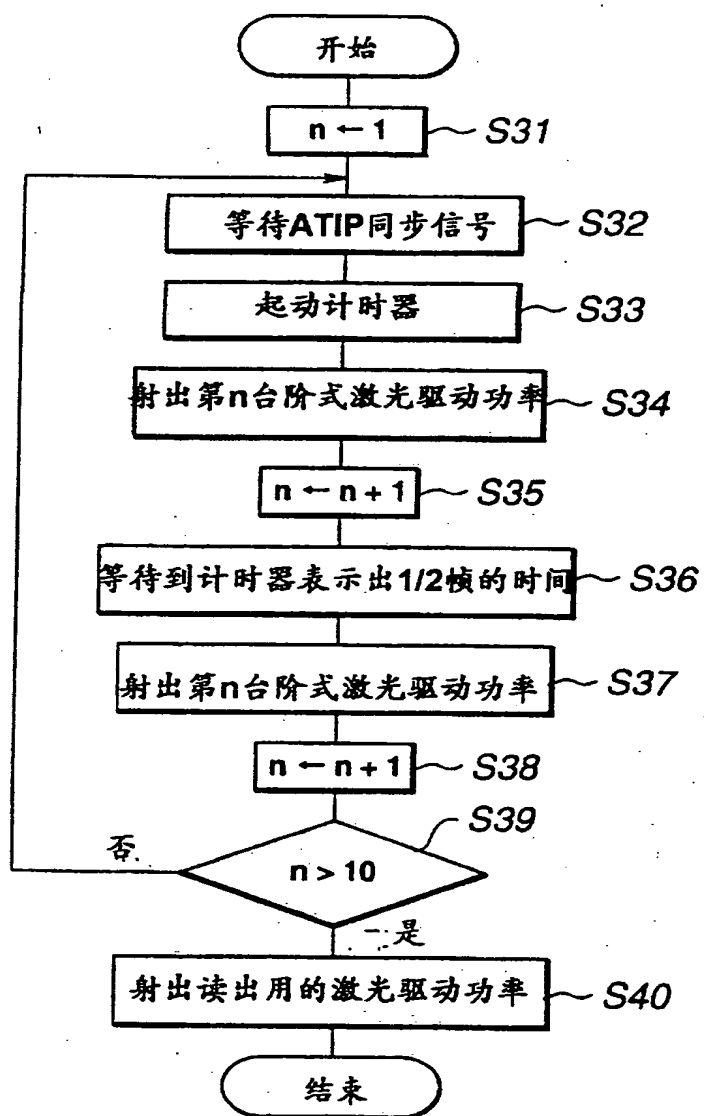 开始
n ← 1 S31
等待ATIP同步信号 S32
起动计时器 S33
射出第n台阶式激光驱动功率 S34
n ← n + 1 S35
等待到计时器表示出1/2帧的时间 S36
射出第n台阶式激光驱动功率 S37
n ← n + 1 S38
S39
否
n > 10
是
射出读出用的激光驱动功率 S40
结束